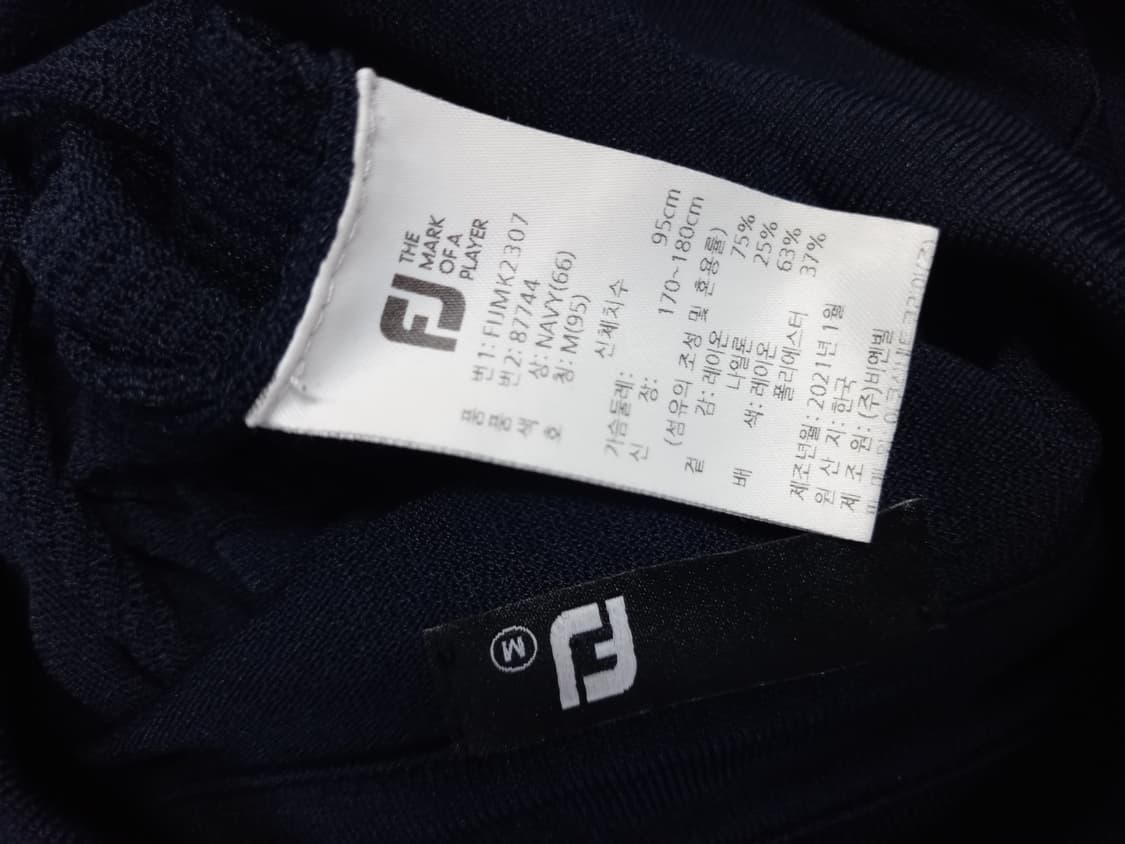 FJ
THE
MARK
OF A
PLAYER
품 번1: FIJMK2307
품 번2: 87744
색 상: NAVY(66)
호 칭: M(95)
신체치수
가슴둘레: 95cm
신 장: 170~180cm
(섬유의 조성 및 혼용률)
겉 감: 레이온 75%
나일론 25%
배 색: 레이온 63%
폴리에스터 37%
제조년월: 2021년 1월
원 산 지: 한국
제 조 원: (주)비엔빌
M
FJ